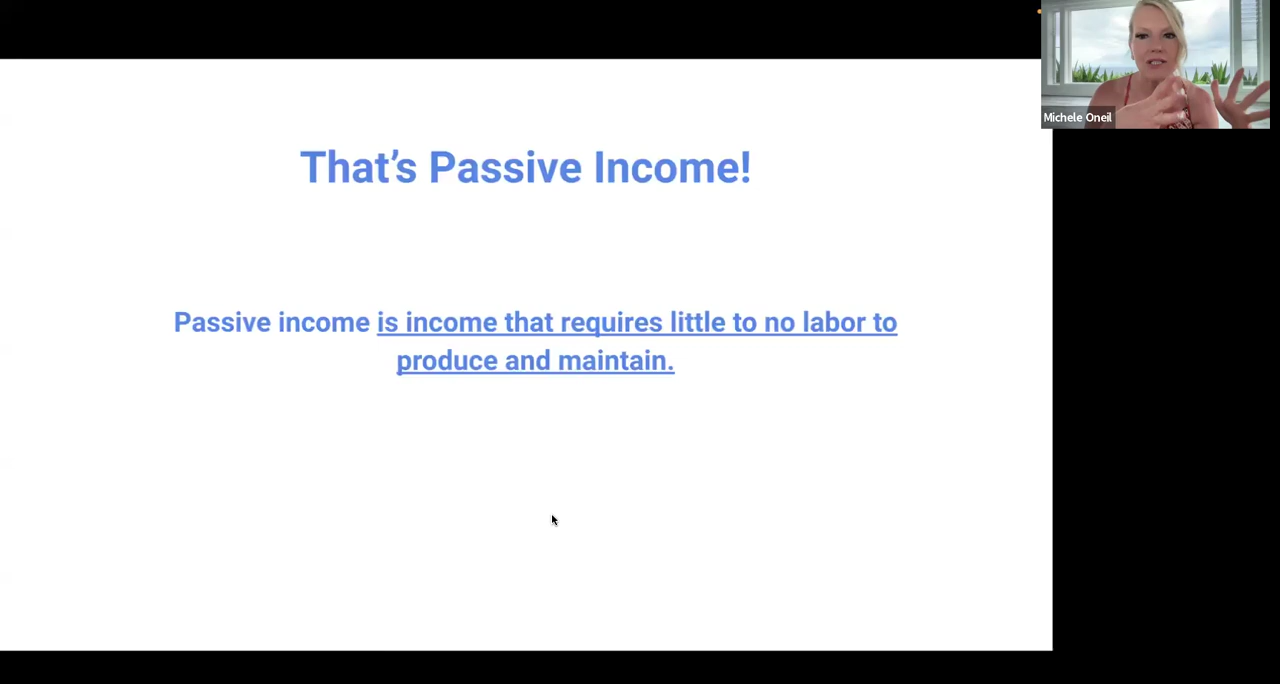 That's Passive Income!
Passive income is income that requires little to no labor to
produce and maintain.
Michele Oneil